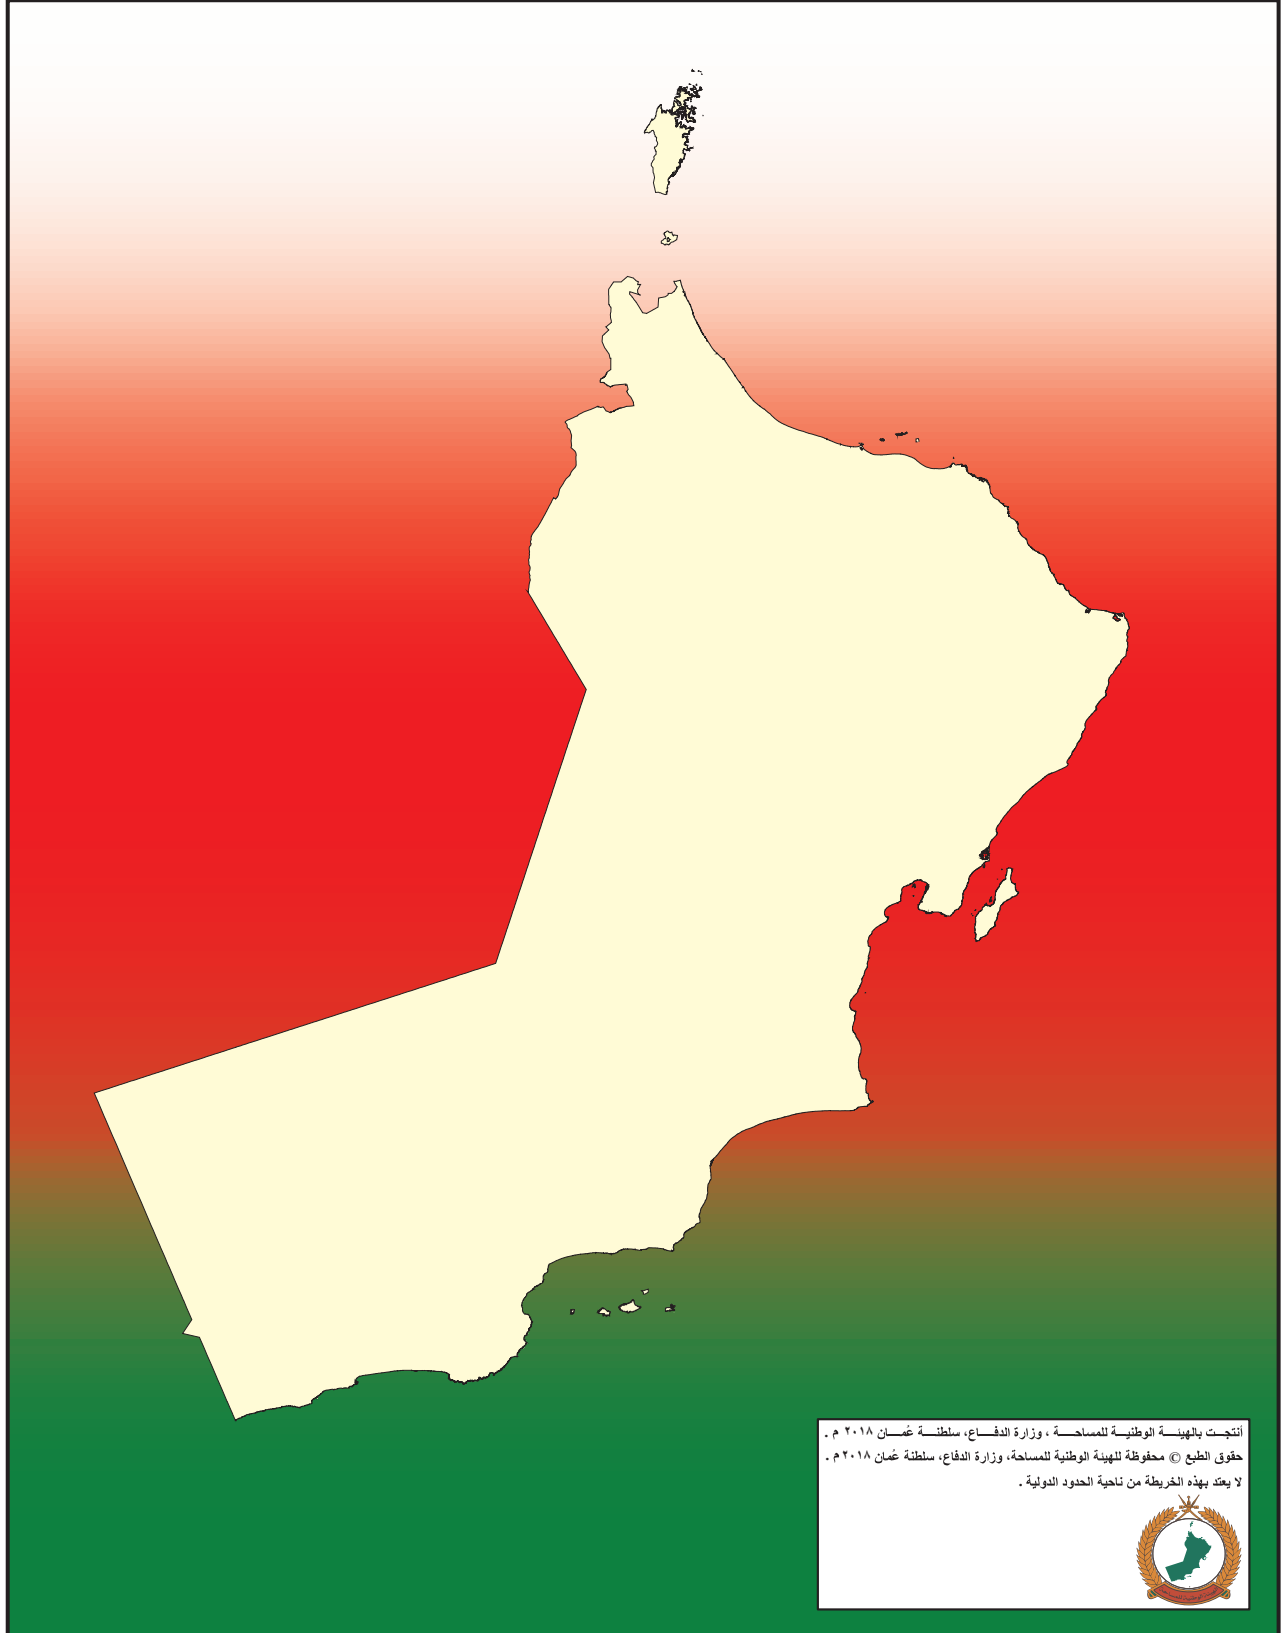 أنتجـــت بالهيئـــة الوطنيـــة للمساحـــة ، وزارة الدفـــاع، سلطنـــة عُمـــان ٢٠١٨ م .
حقوق الطبع © محفوظة للهيئة الوطنية للمساحة، وزارة الدفاع، سلطنة عُمان ٢٠١٨م .
لا يعتد بهذه الخريطة من ناحية الحدود الدولية .